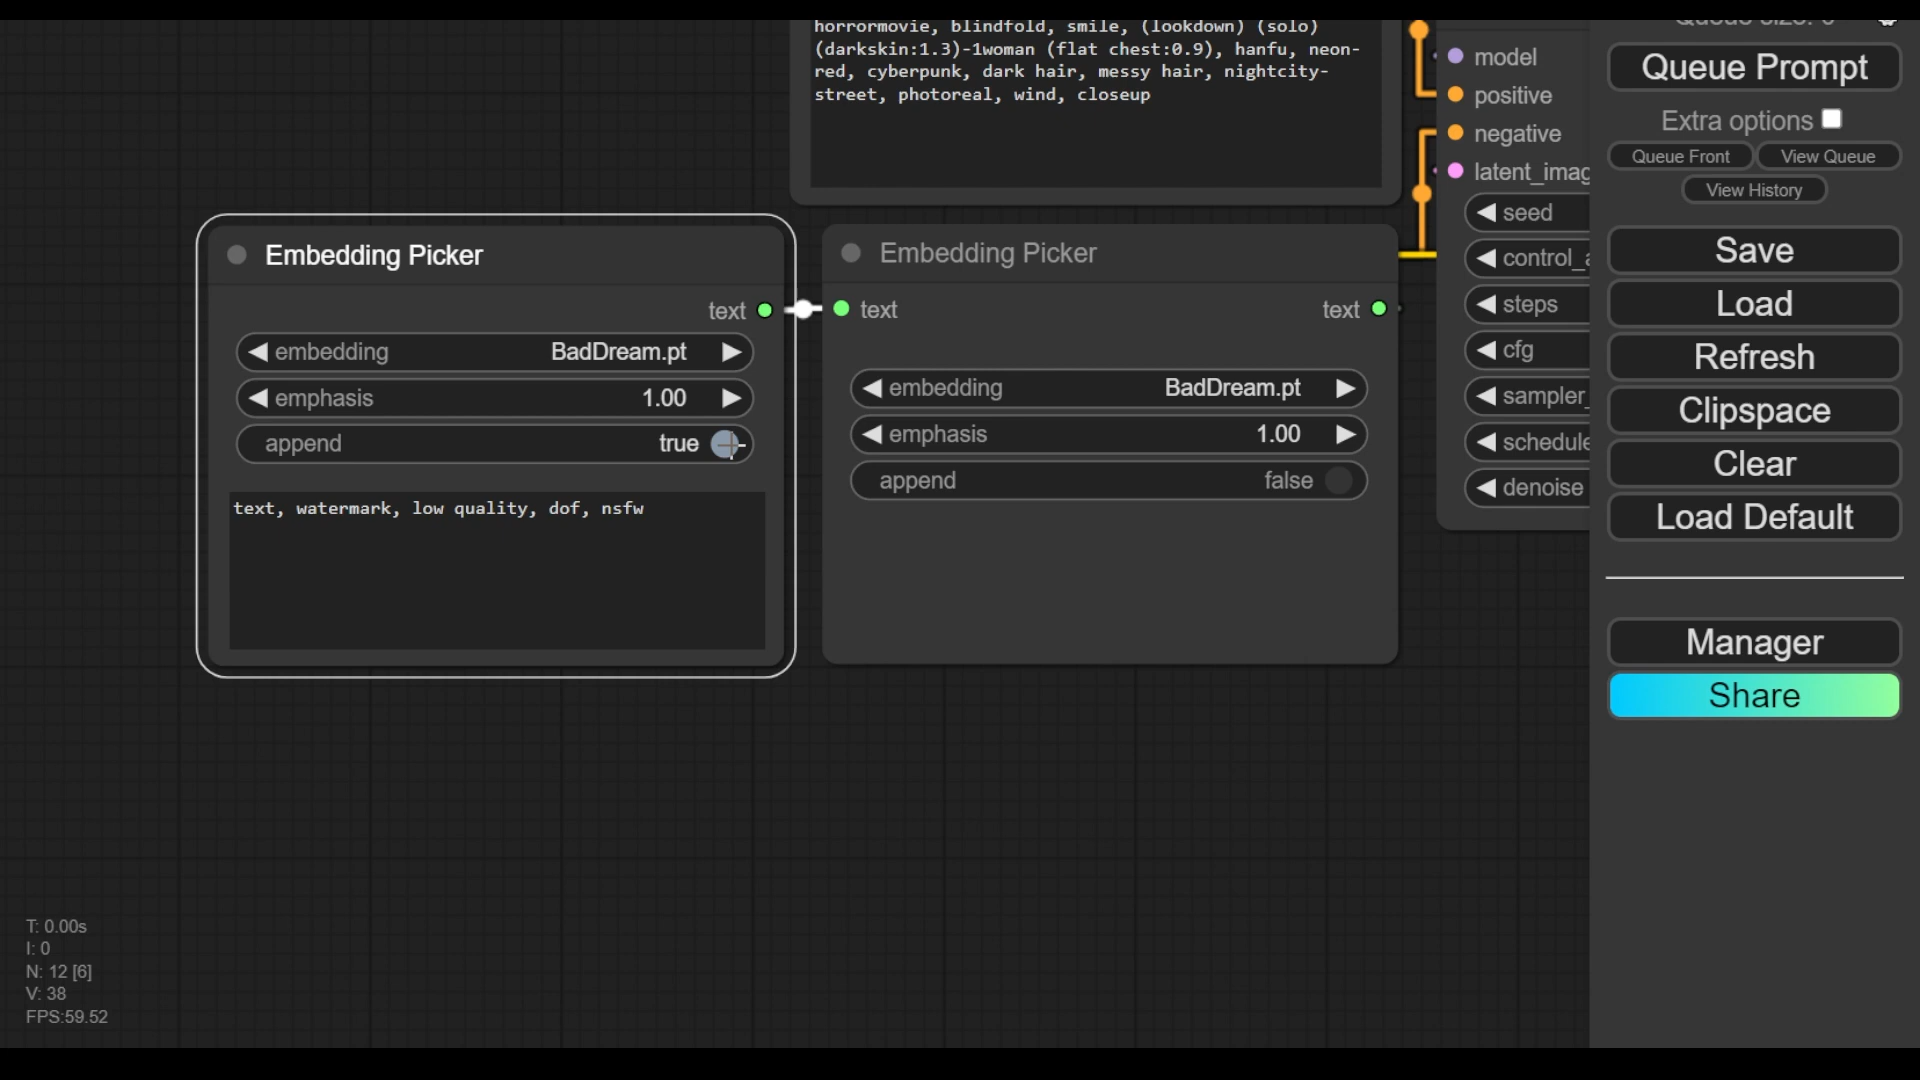 Queue size: 0
horrormovie, blindfold, smile, (lookdown) (solo)
(darkskin:1.3)-1woman (flat chest:0.9), hanfu, neon-
red, cyberpunk, dark hair, messy hair, nightcity-
street, photoreal, wind, closeup
model
positive
negative
latent_imag
seed
control_a
steps
cfg
sampler_
schedule
denoise
Embedding Picker
text
embedding BadDream.pt
emphasis 1.00
append true
text, watermark, low quality, dof, nsfw
Embedding Picker
text text
embedding BadDream.pt
emphasis 1.00
append false
Queue Prompt
Extra options
Queue Front View Queue
View History
Save
Load
Refresh
Clipspace
Clear
Load Default
Manager
Share
T: 0.00s
I: 0
N: 12 [6]
V: 38
FPS:59.52